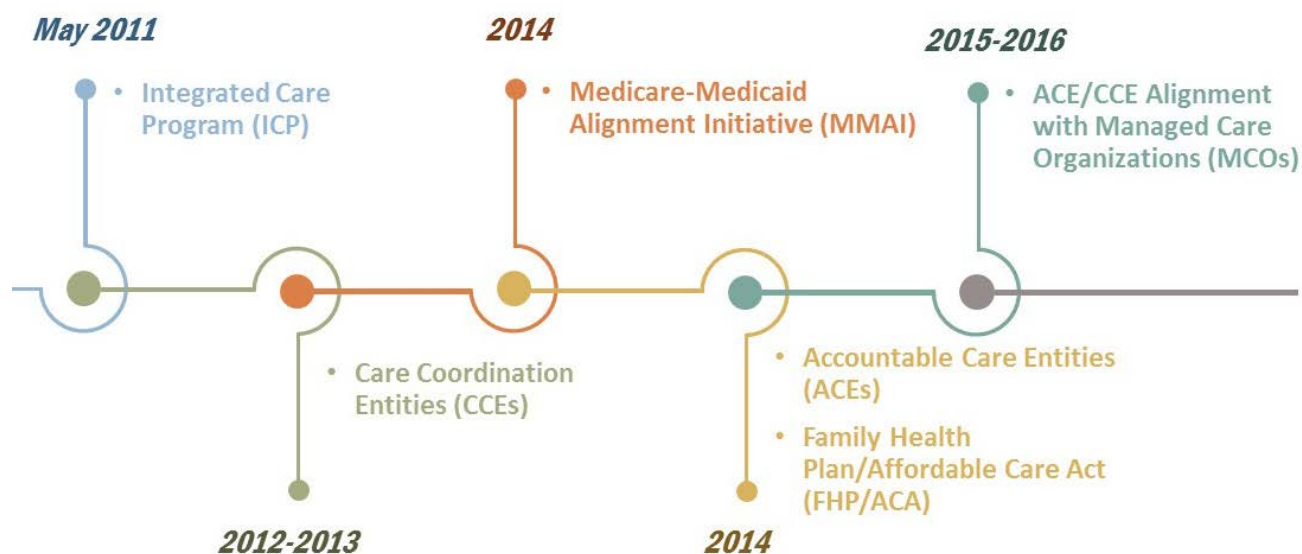 May 2011
• Integrated Care
Program (ICP)
2012-2013
• Care Coordination
Entities (CCEs)
2014
• Medicare-Medicaid
Alignment Initiative (MMAI)
2014
• Accountable Care Entities
(ACEs)
• Family Health
Plan/Affordable Care Act
(FHP/ACA)
2015-2016
• ACE/CCE Alignment
with Managed Care
Organizations (MCOs)